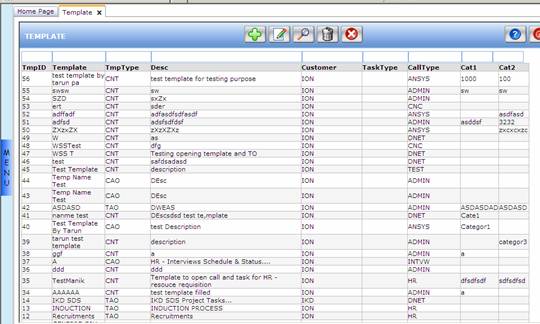 Home Page Template x
TEMPLATE
TmpID Template TmpType Desc Customer TaskType CallType Cat1 Cat2
56 test template by tarun pa CNT test template for testing purpose ION ANSYS 1000 100
55 swsw CNT sw ION ADMIN sw sw
54 SZD CNT sxZx ION ADMIN
53 ert CNT sder ION CNC
52 adffadf CNT adfasdfsdfasdf ION ANSYS asdfasd
51 adfsd CNT adsfsdfdsf ION ADMIN asddsf 3232
50 ZXzxZX CNT zXzXZXz ION ANSYS zxcxcxzc
49 W CNT as ION DNET
48 WSSTest CNT dfg ION CNC
47 WSS T CNT Testing opening template and TO ION DNET
46 test CNT safdsadasd ION DNET
45 Test Template CNT description ION TEST
44 Temp Name Test CAO DEsc ION ADMIN
43 Temp Name Test CAO DEsc ION ADMIN
42 ASDASD TAO DWEAS ION ADMIN ASDASDAD ASDASD
41 nanme test CNT DEscsdsd test te,mplate ION DNET Cate1
40 Test Template By Tarun CAO test Description ION ANSYS Categor1
39 tarun test template CNT description ION ADMIN categor3
38 ggf CNT a ION ADMIN a
37 A CAO HR - Interviews Schedule & Status.... ION INTVW
36 ddd CNT ddd ION ADMIN
35 TestManik CNT Template to open call and task for HR - resouce requisition ION HR dfsdfsdf sdfsdfsd
34 AAAAAA CNT test template filled ION ADMIN a
14 IKD SDS TAO IKD SDS Project Tasks... IKD DNET
13 INDUCTION TAO INDUCTION PROCESS ION HR
12 Recruitments TAO Recruitments ION HR
MENU